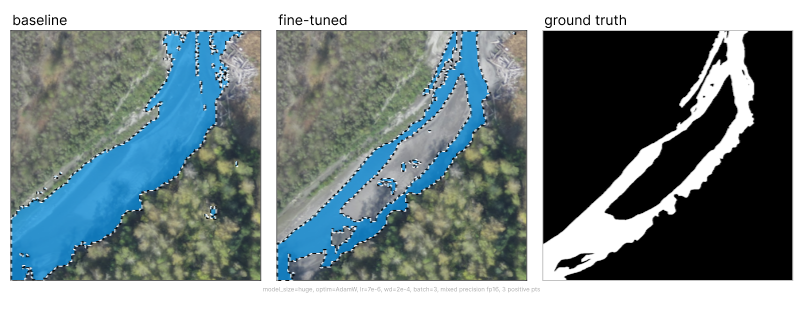 baseline
fine-tuned
ground truth
model_size=huge, optim=AdamW, lr=7e-6, wd=2e-4, batch=3, mixed precision fp16, 3 positive pts